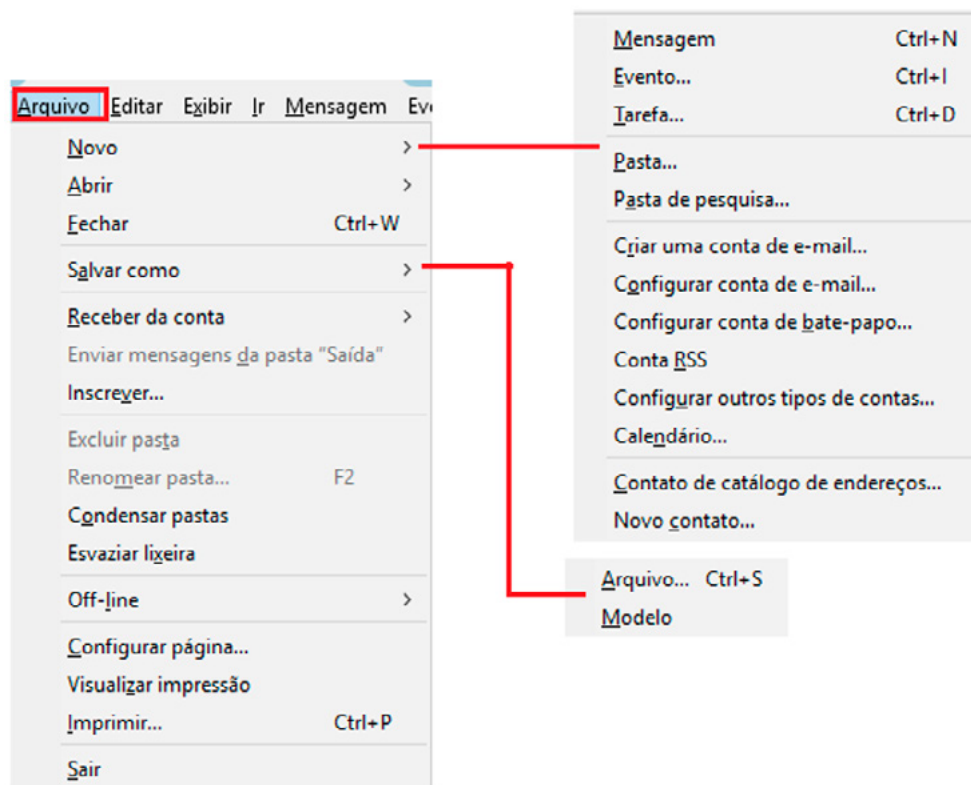 Arquivo Editar Exibir Ir Mensagem Eve
Novo
Abrir
Fechar Ctrl+W
Salvar como
Receber da conta
Enviar mensagens da pasta “Saída”
Inscrever...
Excluir pasta
Renomear pasta... F2
Condensar pastas
Esvaziar lixeira
Off-line
Configurar página...
Visualizar impressão
Imprimir... Ctrl+P
Sair
Mensagem Ctrl+N
Evento... Ctrl+I
Tarefa... Ctrl+D
Pasta...
Pasta de pesquisa...
Criar uma conta de e-mail...
Configurar conta de e-mail...
Configurar conta de bate-papo...
Conta RSS
Configurar outros tipos de contas...
Calendário...
Contato de catálogo de endereços...
Novo contato...
Arquivo... Ctrl+S
Modelo